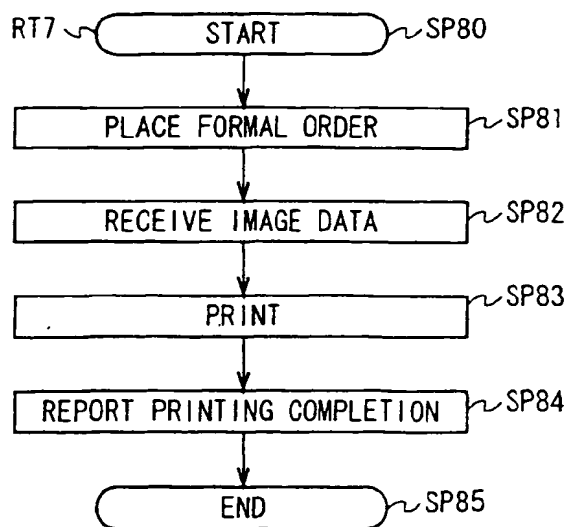 RT7 START SP80
PLACE FORMAL ORDER SP81
RECEIVE IMAGE DATA SP82
PRINT SP83
REPORT PRINTING COMPLETION SP84
END SP85